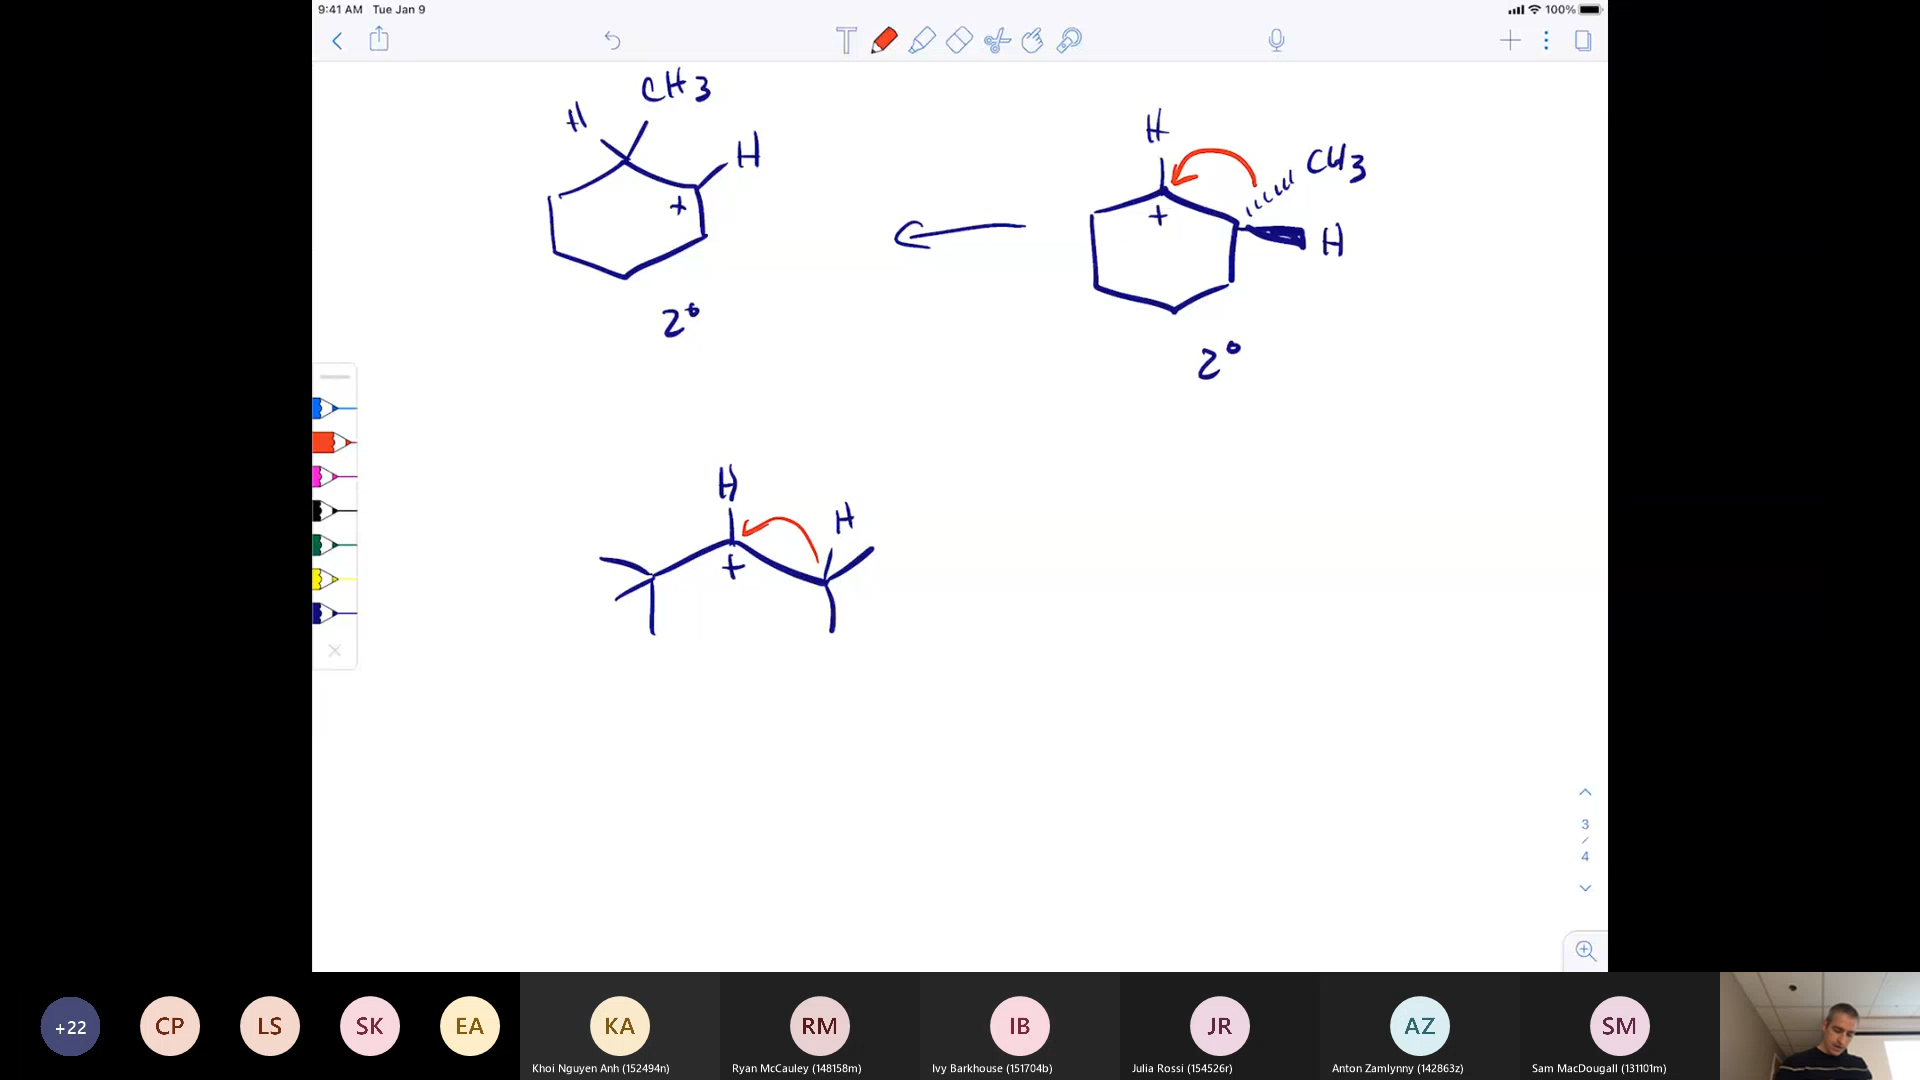 9:41 AM Tue Jan 9
100%
T
CH3
H
H
+
2°
H
CH3
+
H
2°
H
H
+
3
/
4
+22
CP
LS
SK
EA
KA
RM
IB
JR
AZ
SM
Khoi Nguyen Anh (152494n)
Ryan McCauley (148158m)
Ivy Barkhouse (151704b)
Julia Rossi (154526r)
Anton Zamlynny (142863z)
Sam MacDougall (131101m)